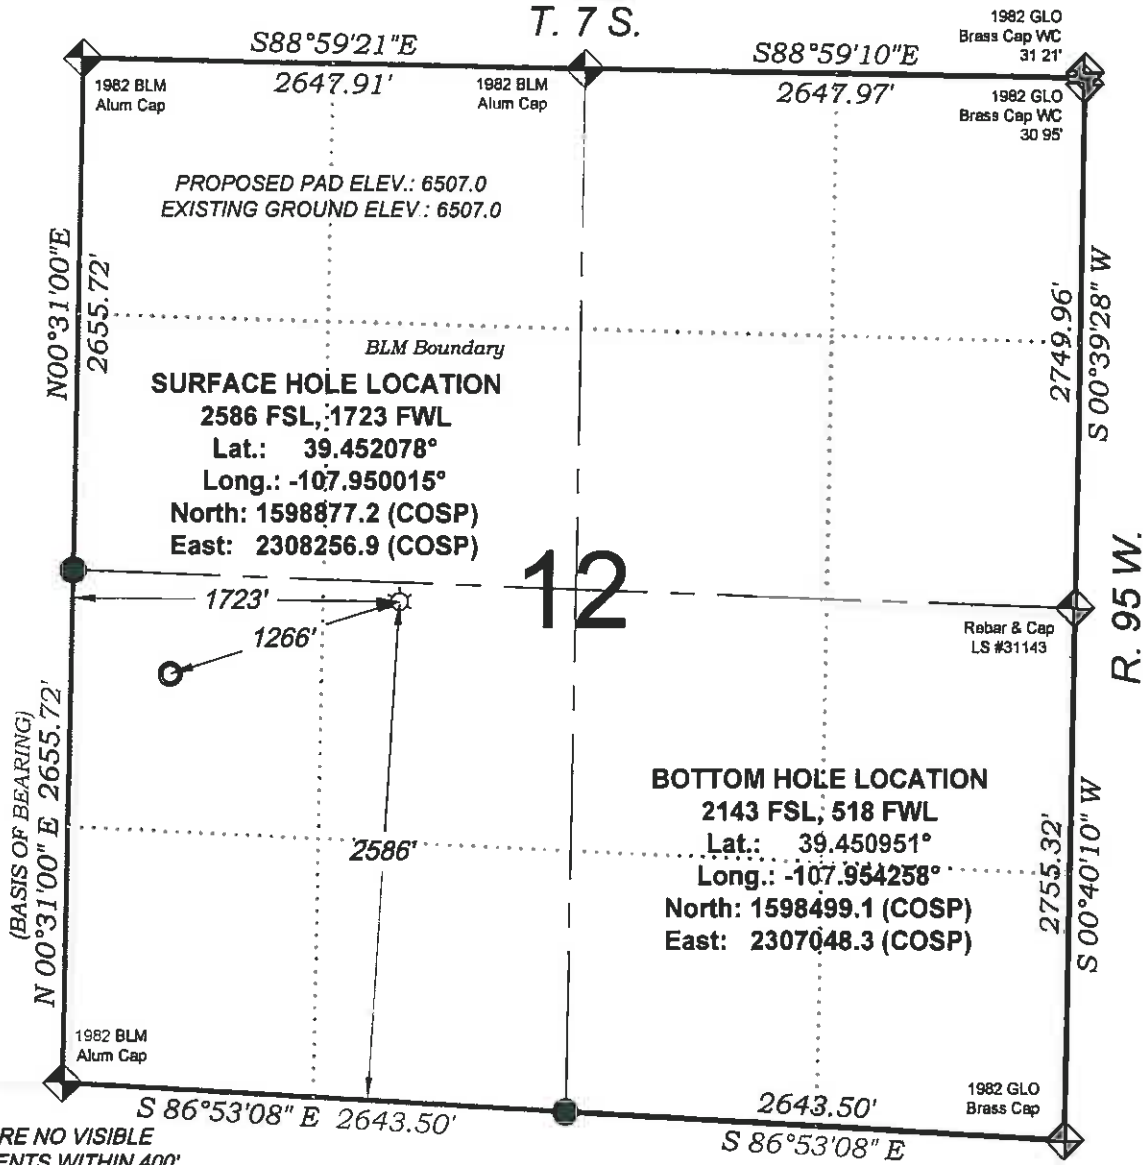 T. 7 S.
1982 GLO
Brass Cap WC
31 21'
S88°59'21"E
S88°59'10"E
1982 BLM
Alum Cap
2647.91'
1982 BLM
Alum Cap
2647.97'
1982 GLO
Brass Cap WC
30 95'
PROPOSED PAD ELEV.: 6507.0
EXISTING GROUND ELEV.: 6507.0
N00°31'00"E
2655.72'
2749.96'
S 00°39'28" W
BLM Boundary
SURFACE HOLE LOCATION
2586 FSL, 1723 FWL
Lat.: 39.452078°
Long.: -107.950015°
North: 1598877.2 (COSP)
East: 2308256.9 (COSP)
12
R. 95 W.
1723'
1266'
Rebar & Cap
LS #31143
(BASIS OF BEARING)
N 00°31'00" E 2655.72'
2586'
BOTTOM HOLE LOCATION
2143 FSL, 518 FWL
Lat.: 39.450951°
Long.: -107.954258°
North: 1598499.1 (COSP)
East: 2307048.3 (COSP)
2755.32'
S 00°40'10" W
1982 BLM
Alum Cap
1982 GLO
Brass Cap
S 86°53'08" E 2643.50'
2643.50'
S 86°53'08" E
RE NO VISIBLE
ENTS WITHIN 400'